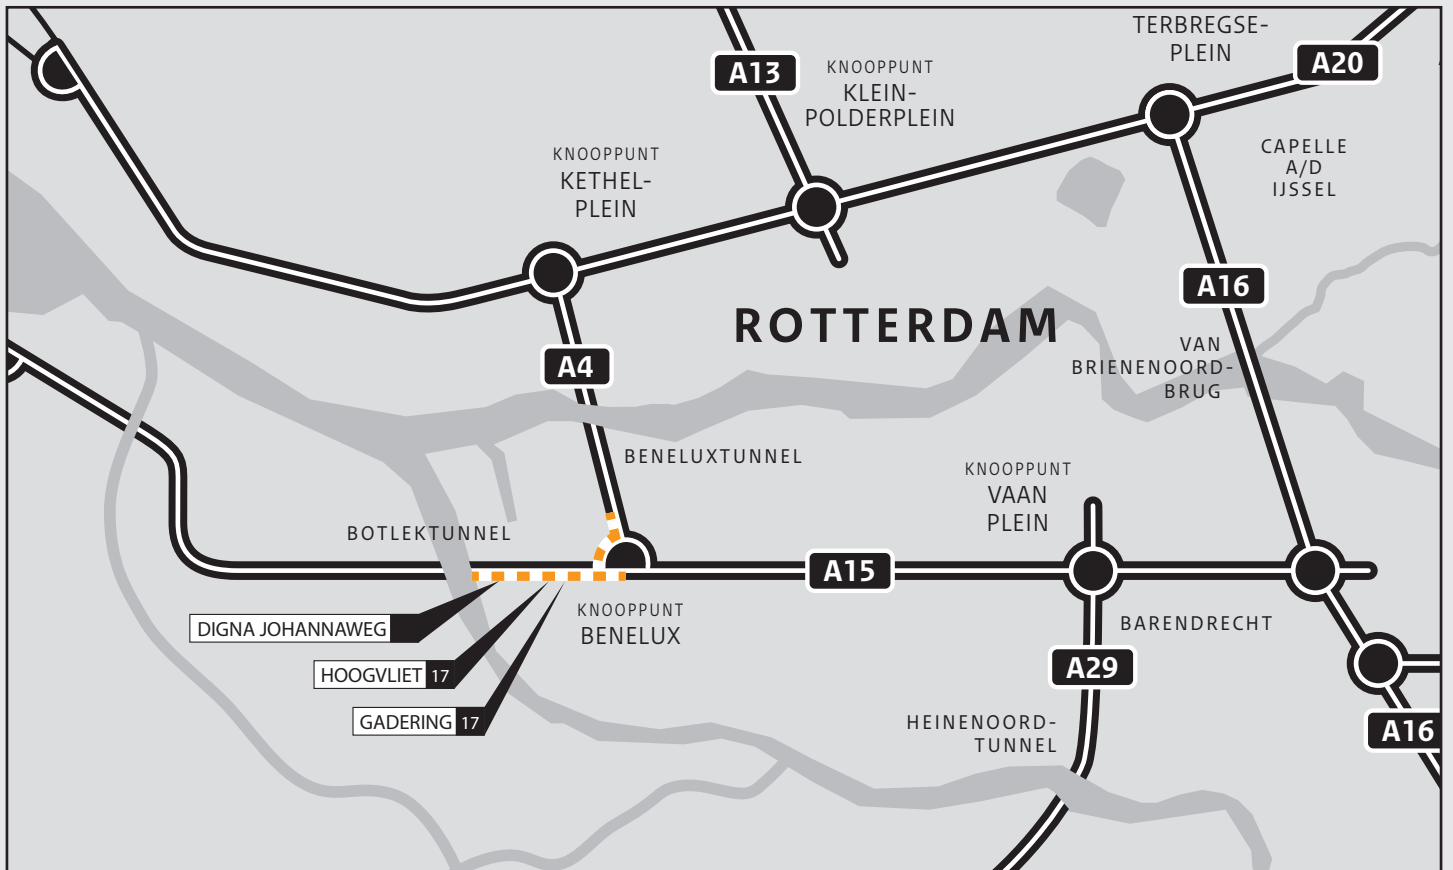 TERBREGSE-
PLEIN
A20
A13
KNOOPPUNT
KLEIN-
POLDERPLEIN
KNOOPPUNT
KETHEL-
PLEIN
CAPELLE
A/D
IJSSEL
A16
ROTTERDAM
VAN
BRIENENOORD-
BRUG
A4
BENELUXTUNNEL
KNOOPPUNT
VAAN
PLEIN
BOTLEKTUNNEL
A15
KNOOPPUNT
BENELUX
DIGNA JOHANNAWEG
HOOGVLIET 17
GADERING 17
BARENDRECHT
A29
HEINENOORD-
TUNNEL
A16